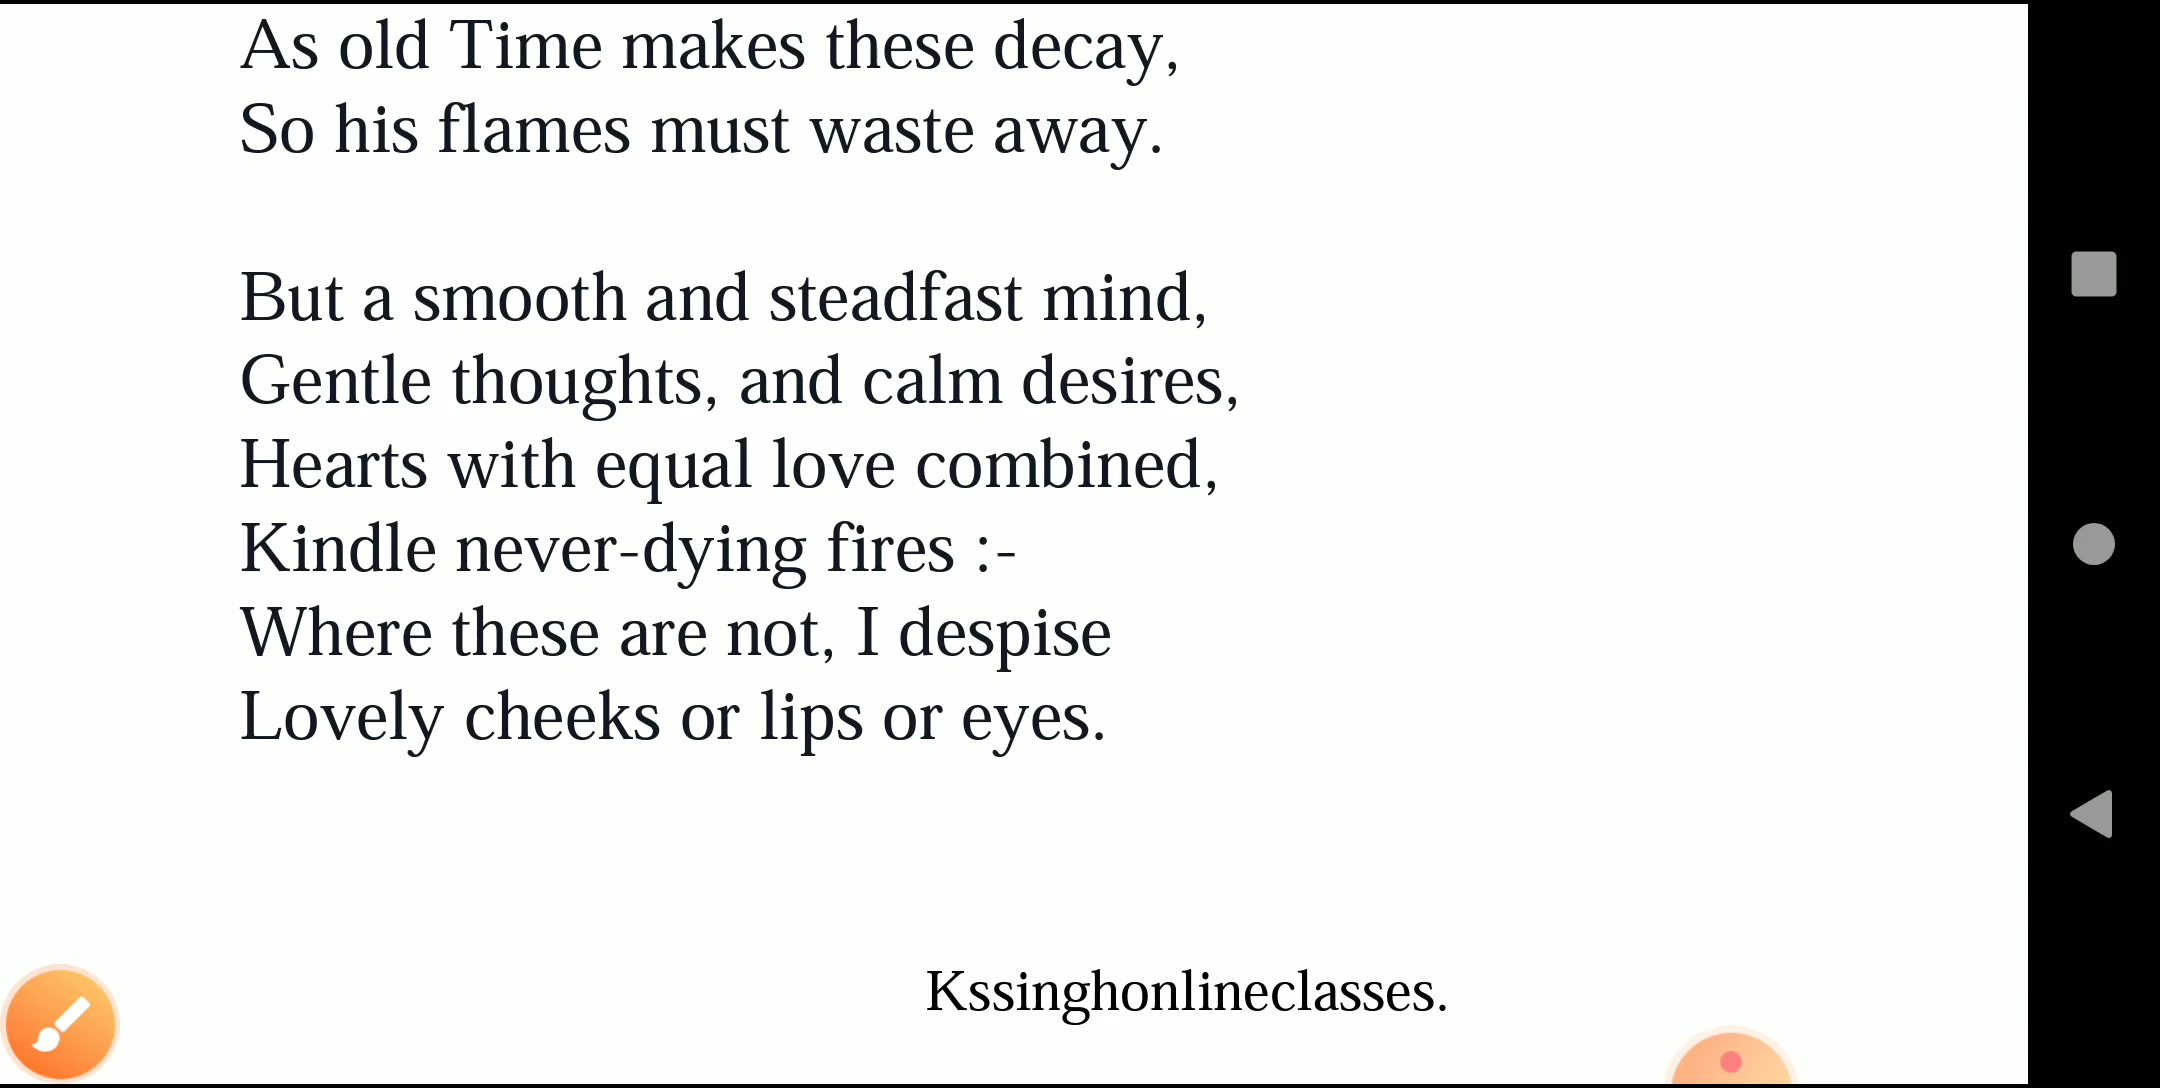 As old Time makes these decay,
So his flames must waste away.
But a smooth and steadfast mind,
Gentle thoughts, and calm desires,
Hearts with equal love combined,
Kindle never-dying fires :-
Where these are not, I despise
Lovely cheeks or lips or eyes.
Kssinghonlineclasses.